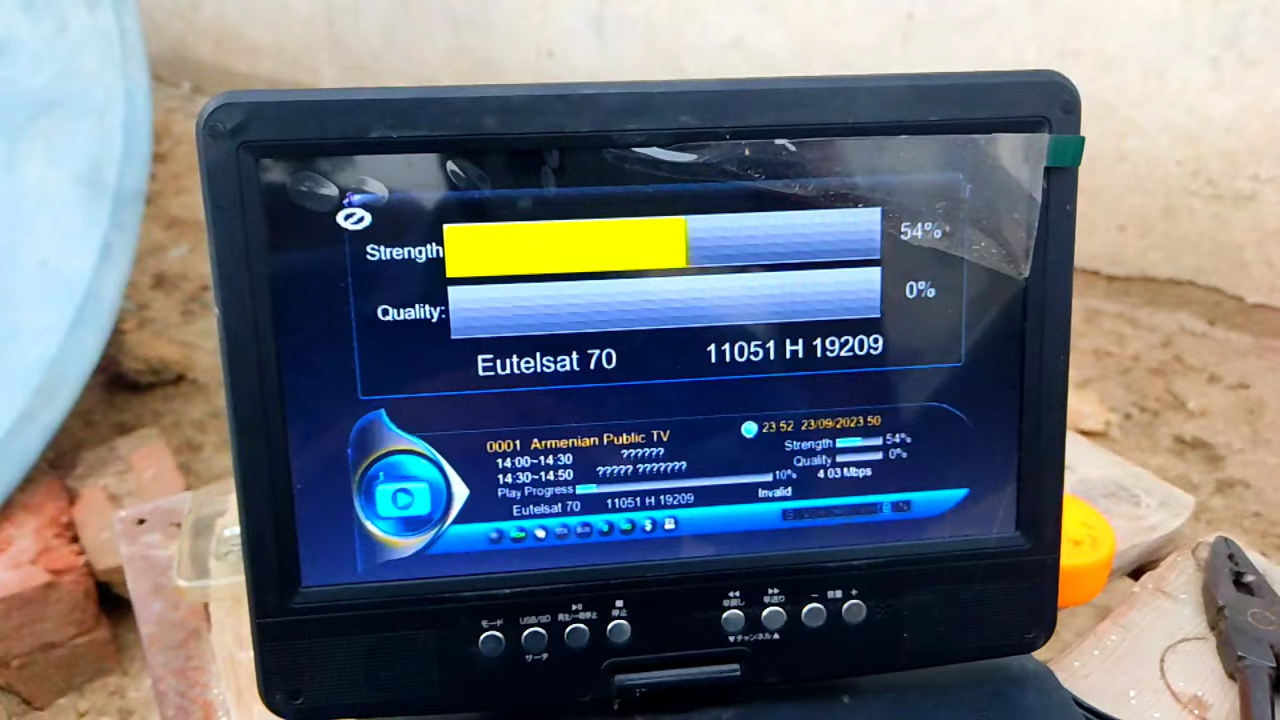 Strength 54%
Quality: 0%
Eutelsat 70 11051 H 19209
0001 Armenian Public TV 23 52 23/09/2023 50
14:00~14:30 ?????? Strength 54%
14:30~14:50 ????? ??????? Quality 0%
Play Progress 10% 4 03 Mbps
Eutelsat 70 11051 H 19209 Invalid
モード USB/SD 再生/一時停止 停止 早戻し 早送り − 音量 +
サーチ ▼チャンネル▲